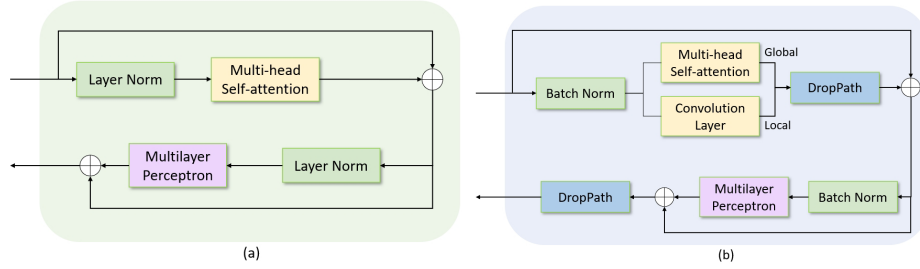 Layer Norm
Multi-head
Self-attention
Multilayer
Perceptron
Layer Norm
(a)
Batch Norm
Multi-head
Self-attention
Global
Convolution
Layer
Local
DropPath
DropPath
Multilayer
Perceptron
Batch Norm
(b)